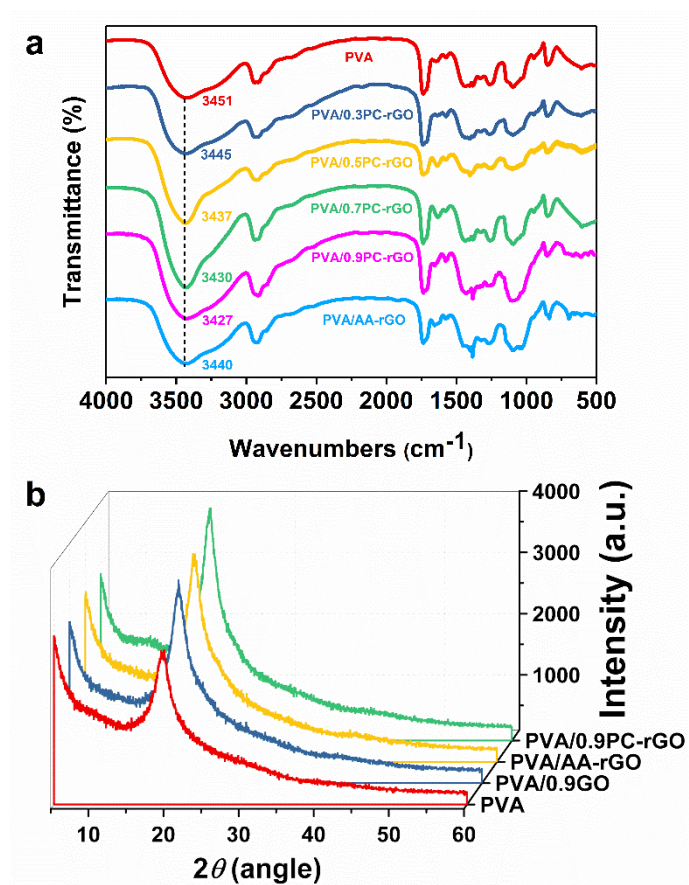 a
Transmittance (%)
PVA
3451
PVA/0.3PC-rGO
3445
PVA/0.5PC-rGO
3437
PVA/0.7PC-rGO
3430
PVA/0.9PC-rGO
3427
PVA/AA-rGO
3440
4000 3500 3000 2500 2000 1500 1000 500
Wavenumbers (cm-1)
b
4000
3000
2000
1000
Intensity (a.u.)
PVA/0.9PC-rGO
PVA/AA-rGO
PVA/0.9GO
PVA
10 20 30 40 50 60
2θ (angle)